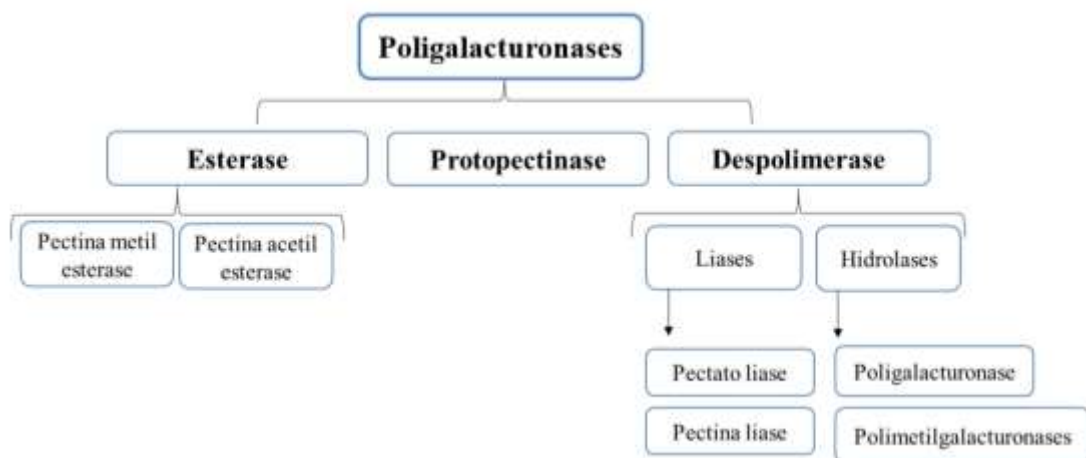 Poligalacturonases
Esterase
Protopectinase
Despolimerase
Pectina metil
esterase
Pectina acetil
esterase
Liases
Hidrolases
Pectato liase
Poligalacturonase
Pectina liase
Polimetilgalacturonases